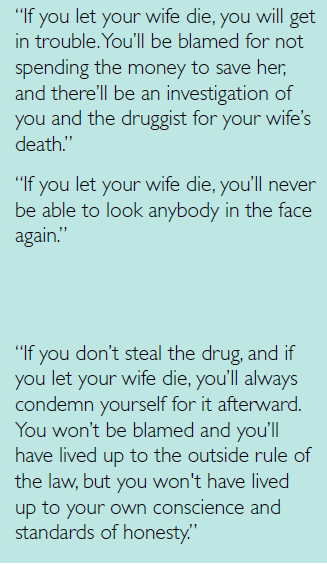 “If you let your wife die, you will get
in trouble. You’ll be blamed for not
spending the money to save her,
and there’ll be an investigation of
you and the druggist for your wife’s
death.”
“If you let your wife die, you’ll never
be able to look anybody in the face
again.”
“If you don’t steal the drug, and if
you let your wife die, you’ll always
condemn yourself for it afterward.
You won’t be blamed and you’ll
have lived up to the outside rule of
the law, but you won't have lived
up to your own conscience and
standards of honesty.”